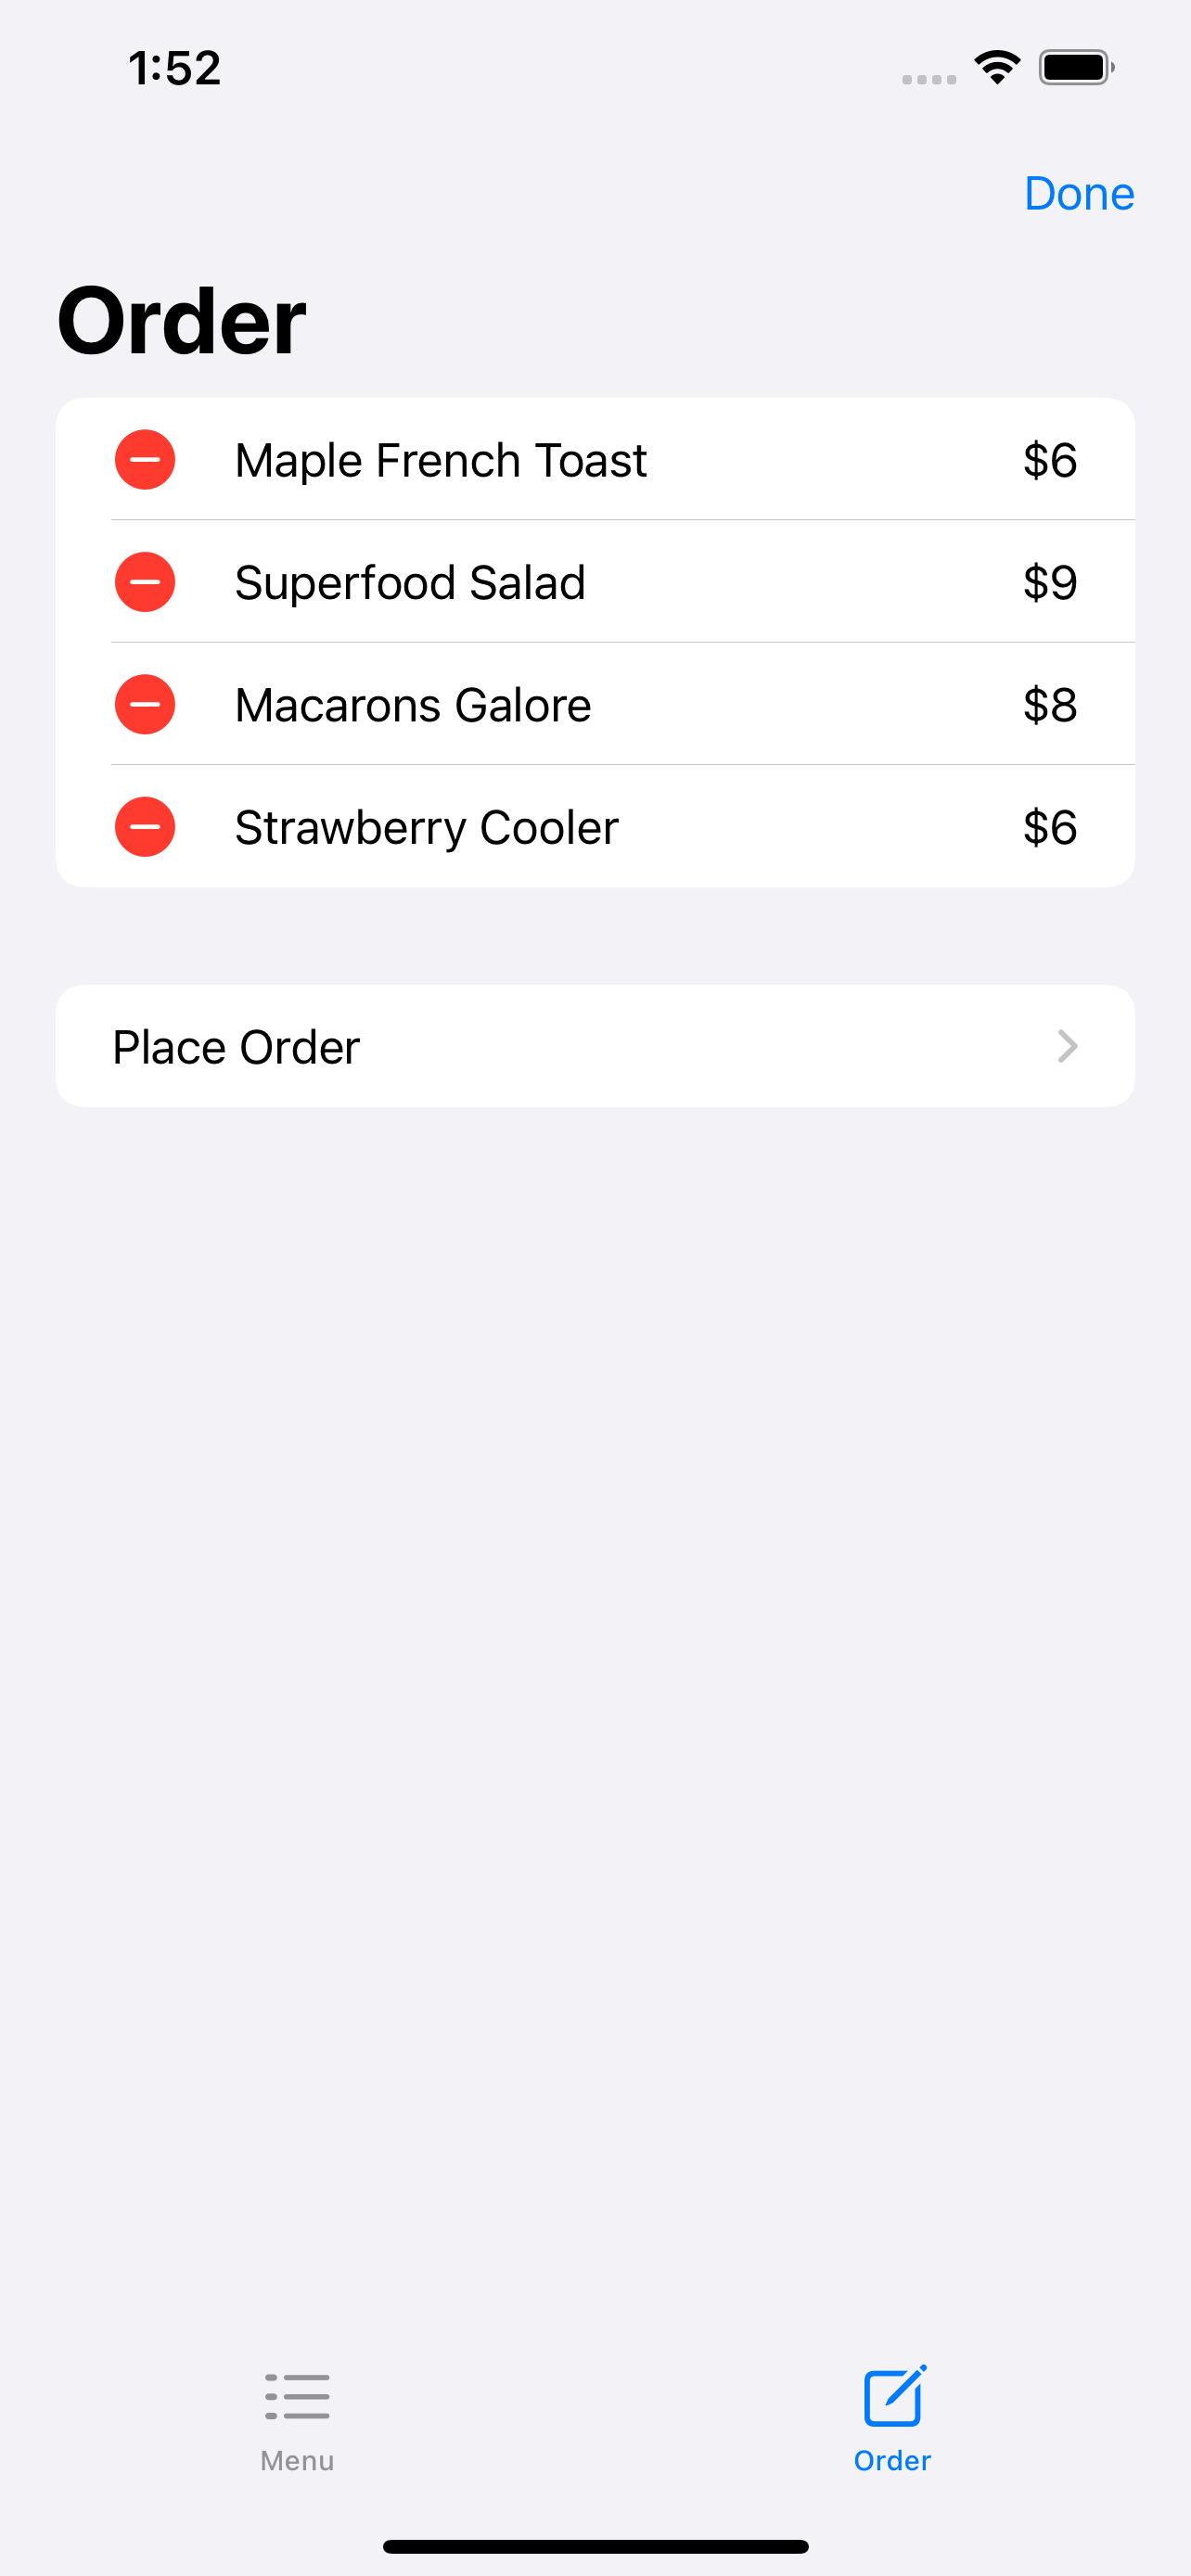 1:52
Done
Order
Maple French Toast $6
Superfood Salad $9
Macarons Galore $8
Strawberry Cooler $6
Place Order
Menu Order